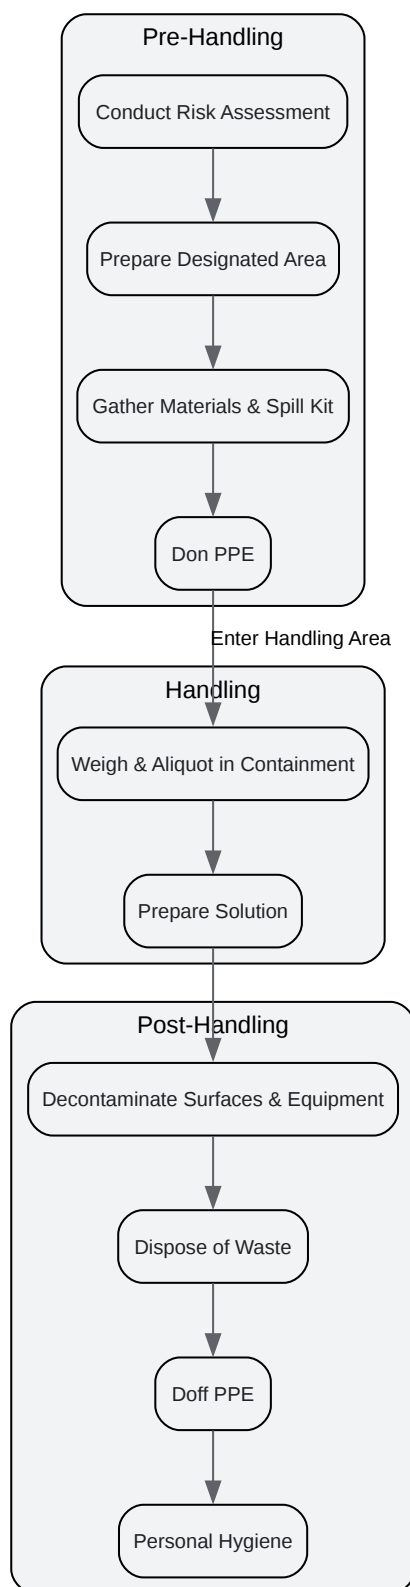 Pre-Handling
Conduct Risk Assessment
Prepare Designated Area
Gather Materials & Spill Kit
Don PPE
Enter Handling Area
Handling
Weigh & Aliquot in Containment
Prepare Solution
Post-Handling
Decontaminate Surfaces & Equipment
Dispose of Waste
Doff PPE
Personal Hygiene